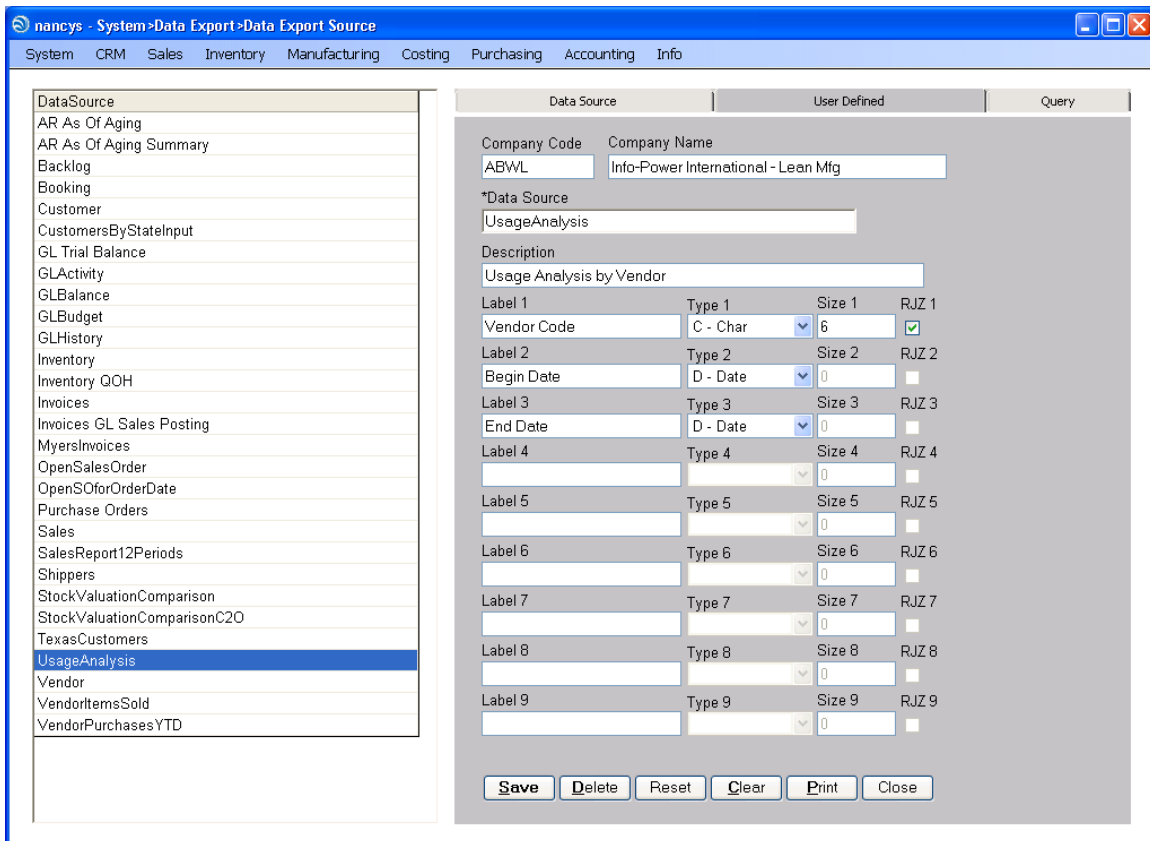 nancys - System>Data Export>Data Export Source
System CRM Sales Inventory Manufacturing Costing Purchasing Accounting Info
DataSource
AR As Of Aging
AR As Of Aging Summary
Backlog
Booking
Customer
CustomersByStateInput
GL Trial Balance
GLActivity
GLBalance
GLBudget
GLHistory
Inventory
Inventory QOH
Invoices
Invoices GL Sales Posting
MyersInvoices
OpenSalesOrder
OpenSOforOrderDate
Purchase Orders
Sales
SalesReport12Periods
Shippers
StockValuationComparison
StockValuationComparisonC2O
TexasCustomers
UsageAnalysis
Vendor
VendorItemsSold
VendorPurchasesYTD
Data Source User Defined Query
Company Code Company Name
ABWL Info-Power International - Lean Mfg
*Data Source
UsageAnalysis
Description
Usage Analysis by Vendor
Label 1 Type 1 Size 1 RJZ 1
Vendor Code C - Char 6
Label 2 Type 2 Size 2 RJZ 2
Begin Date D - Date 0
Label 3 Type 3 Size 3 RJZ 3
End Date D - Date 0
Label 4 Type 4 Size 4 RJZ 4
0
Label 5 Type 5 Size 5 RJZ 5
0
Label 6 Type 6 Size 6 RJZ 6
0
Label 7 Type 7 Size 7 RJZ 7
0
Label 8 Type 8 Size 8 RJZ 8
0
Label 9 Type 9 Size 9 RJZ 9
0
Save Delete Reset Clear Print Close